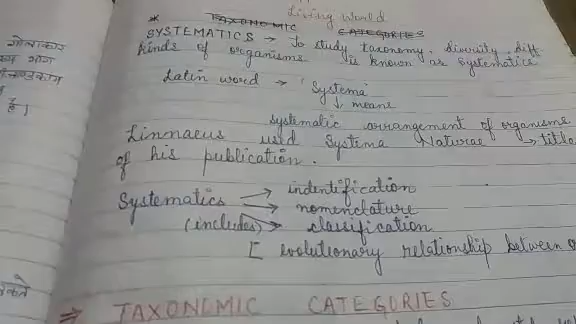 Living World
* TAXONOMIC CATEGORIES
SYSTEMATICS → To study taxonomy, diversity, diff
kinds of organisms is known as systematics
Latin word → 'Systema
↓ means
systematic arrangement of organisms.
Linnaeus used Systema Naturae → title
of his publication.
Systematics → indentification
→ nomenclature
(includes) → classification
[ evolutionary relationship between o
⇒ TAXONOMIC CATEGORIES
गोलाकार
है।